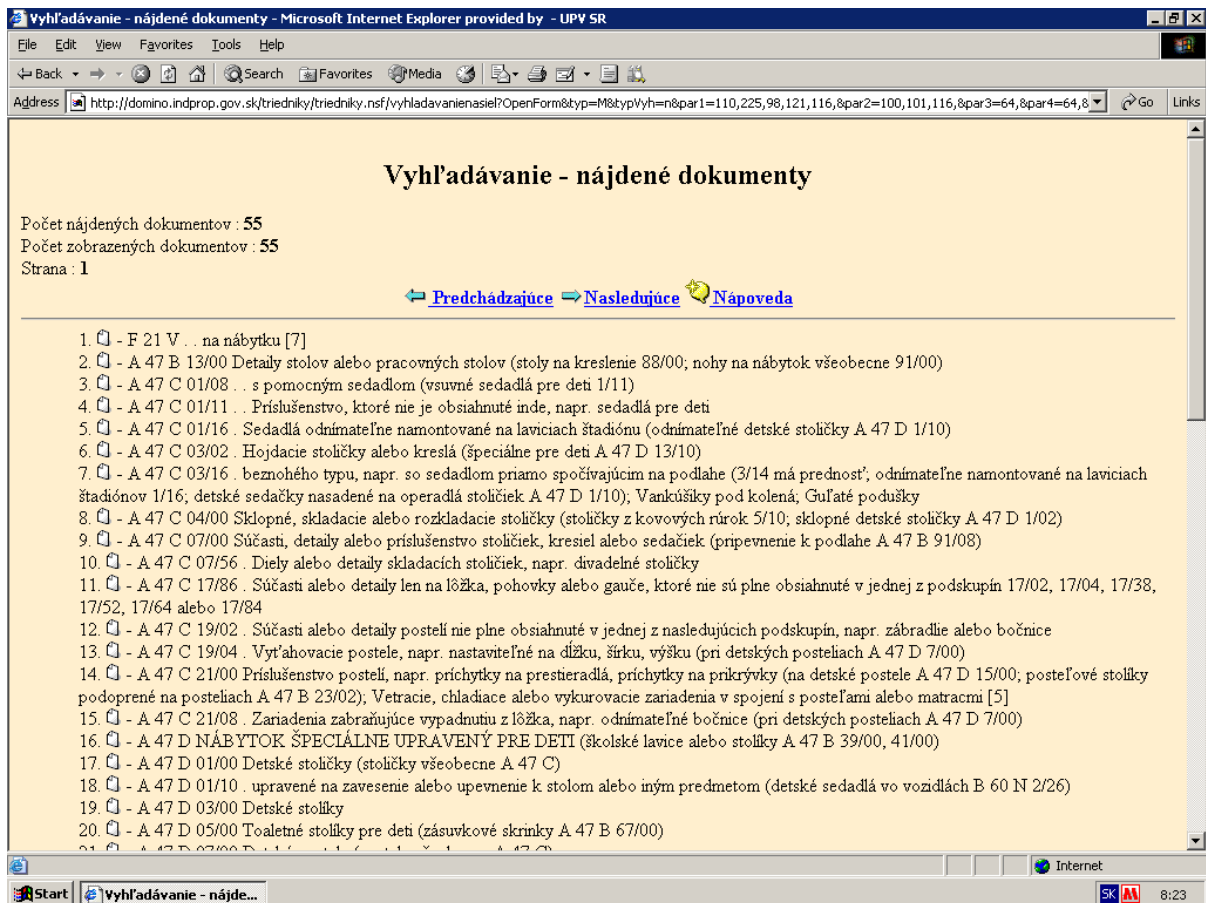 Vyhľadávanie - nájdené dokumenty - Microsoft Internet Explorer provided by - UPV SR
File Edit View Favorites Tools Help
Back Search Favorites Media
Address http://domino.indprop.gov.sk/triedniky/triedniky.nsf/vyhladavanienasiel?OpenForm&typ=M&typVyh=n&par1=110,225,98,121,116,&par2=100,101,116,&par3=64,&par4=64,8 Go Links
Vyhľadávanie - nájdené dokumenty
Počet nájdených dokumentov : 55
Počet zobrazených dokumentov : 55
Strana : 1
Predchádzajúce Nasledujúce Nápoveda
1. - F 21 V . . na nábytku [7]
2. - A 47 B 13/00 Detaily stolov alebo pracovných stolov (stoly na kreslenie 88/00; nohy na nábytok všeobecne 91/00)
3. - A 47 C 01/08 . . s pomocným sedadlom (vsuvné sedadlá pre deti 1/11)
4. - A 47 C 01/11 . . Príslušenstvo, ktoré nie je obsiahnuté inde, napr. sedadlá pre deti
5. - A 47 C 01/16 . Sedadlá odnímateľne namontované na laviciach štadiónu (odnímateľné detské stoličky A 47 D 1/10)
6. - A 47 C 03/02 . Hojdacie stoličky alebo kreslá (špeciálne pre deti A 47 D 13/10)
7. - A 47 C 03/16 . beznohého typu, napr. so sedadlom priamo spočívajúcim na podlahe (3/14 má prednosť; odnímateľne namontované na laviciach
štadiónov 1/16; detské sedačky nasadené na operadlá stoličiek A 47 D 1/10); Vankúšiky pod kolená; Guľaté podušky
8. - A 47 C 04/00 Sklopné, skladacie alebo rozkladacie stoličky (stoličky z kovových rúrok 5/10; sklopné detské stoličky A 47 D 1/02)
9. - A 47 C 07/00 Súčasti, detaily alebo príslušenstvo stoličiek, kresiel alebo sedačiek (pripevnenie k podlahe A 47 B 91/08)
10. - A 47 C 07/56 . Diely alebo detaily skladacích stoličiek, napr. divadelné stoličky
11. - A 47 C 17/86 . Súčasti alebo detaily len na lôžka, pohovky alebo gauče, ktoré nie sú plne obsiahnuté v jednej z podskupín 17/02, 17/04, 17/38,
17/52, 17/64 alebo 17/84
12. - A 47 C 19/02 . Súčasti alebo detaily postelí nie plne obsiahnuté v jednej z nasledujúcich podskupín, napr. zábradlie alebo bočnice
13. - A 47 C 19/04 . Vyťahovacie postele, napr. nastaviteľné na dĺžku, šírku, výšku (pri detských posteliach A 47 D 7/00)
14. - A 47 C 21/00 Príslušenstvo postelí, napr. príchytky na prestieradlá, príchytky na prikrývky (na detské postele A 47 D 15/00; posteľové stolíky
podoprené na posteliach A 47 B 23/02); Vetracie, chladiace alebo vykurovacie zariadenia v spojení s posteľami alebo matracmi [5]
15. - A 47 C 21/08 . Zariadenia zabraňujúce vypadnutiu z lôžka, napr. odnímateľné bočnice (pri detských posteliach A 47 D 7/00)
16. - A 47 D NÁBYTOK ŠPECIÁLNE UPRAVENÝ PRE DETI (školské lavice alebo stolíky A 47 B 39/00, 41/00)
17. - A 47 D 01/00 Detské stoličky (stoličky všeobecne A 47 C)
18. - A 47 D 01/10 . upravené na zavesenie alebo upevnenie k stolom alebo iným predmetom (detské sedadlá vo vozidlách B 60 N 2/26)
19. - A 47 D 03/00 Detské stolíky
20. - A 47 D 05/00 Toaletné stolíky pre deti (zásuvkové skrinky A 47 B 67/00)
Internet
Start Vyhľadávanie - nájde... SK 8:23